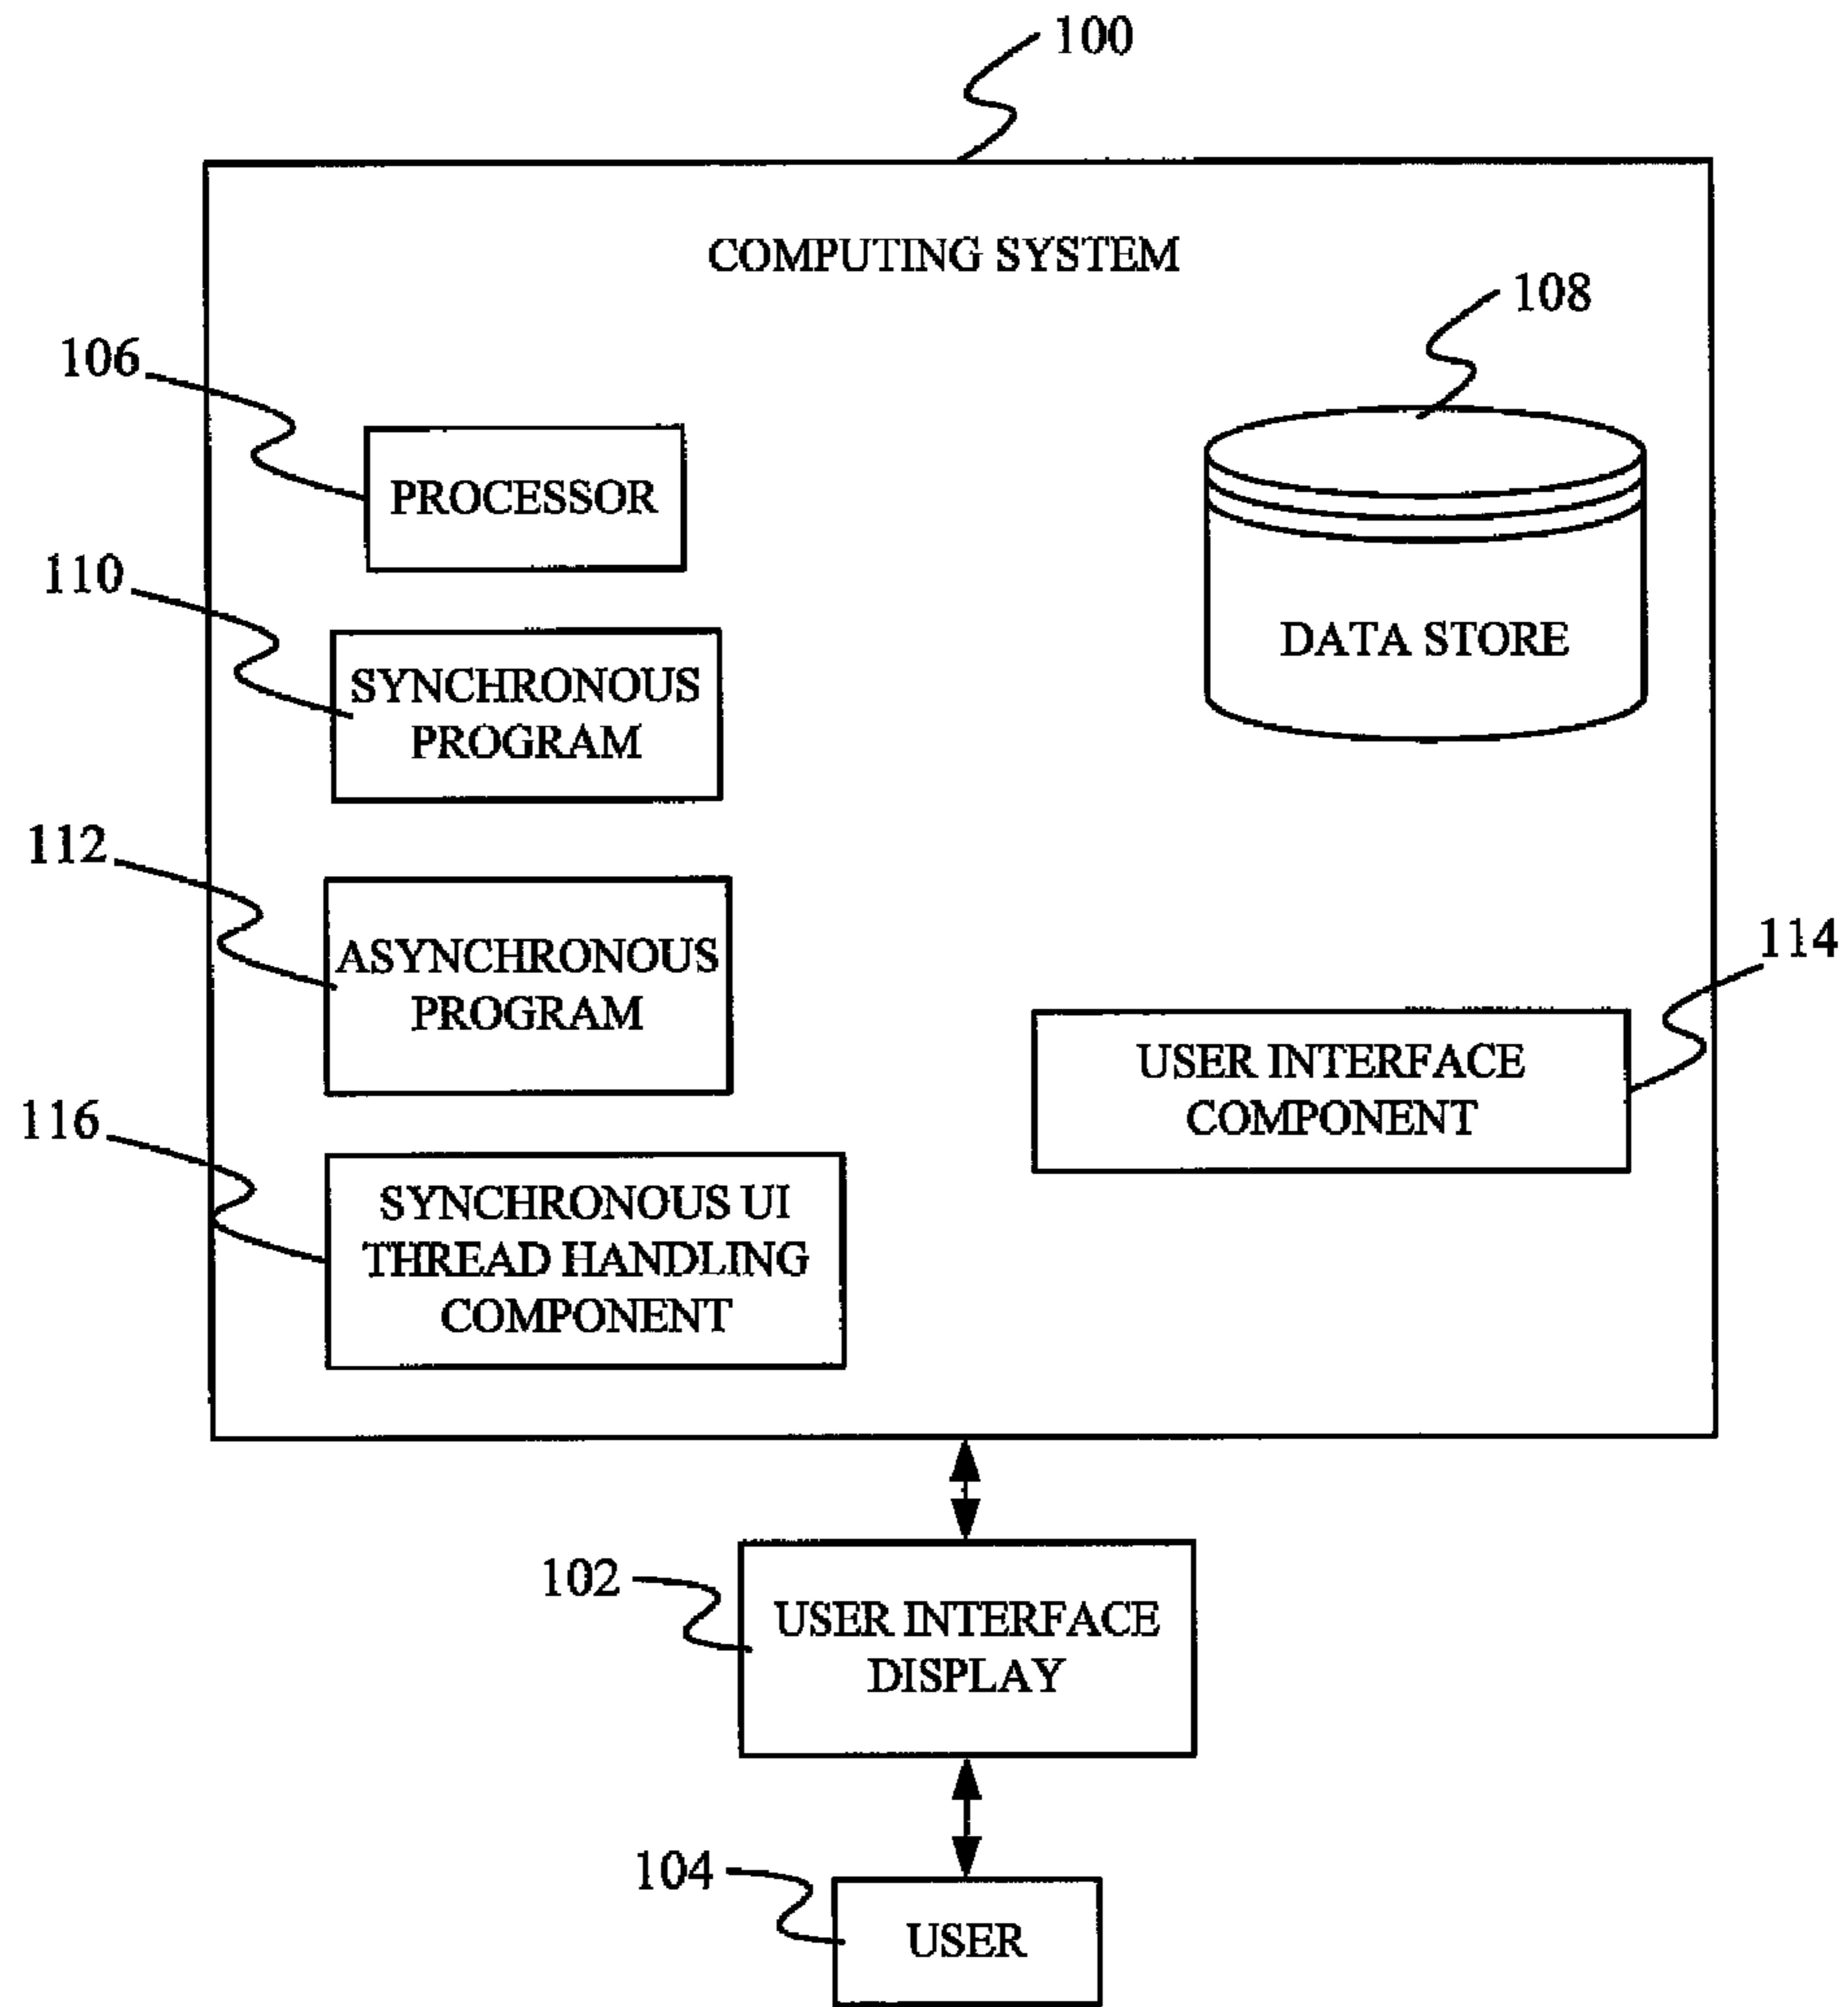 100
COMPUTING SYSTEM
108
106
PROCESSOR
110
DATA STORE
SYNCHRONOUS
PROGRAM
112
114
ASYNCHRONOUS
PROGRAM
USER INTERFACE
COMPONENT
116
SYNCHRONOUS UI
THREAD HANDLING
COMPONENT
102
USER INTERFACE
DISPLAY
104
USER